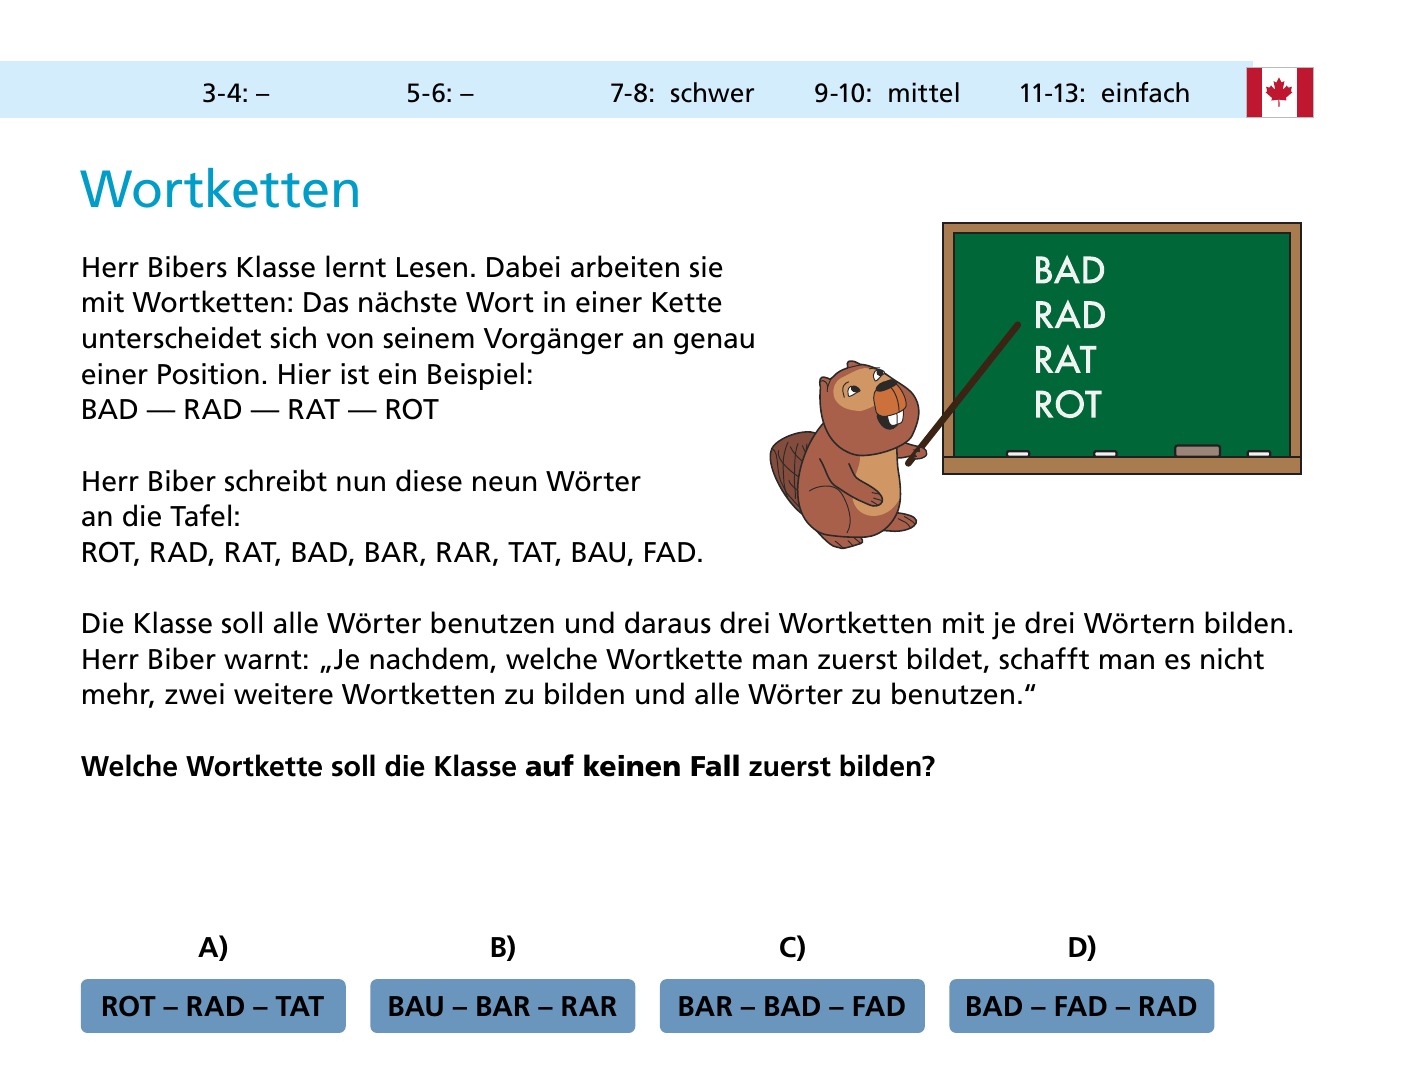 3-4: –    5-6: –    7-8: schwer    9-10: mittel    11-13: einfach
Wortketten
Herr Bibers Klasse lernt Lesen. Dabei arbeiten sie
mit Wortketten: Das nächste Wort in einer Kette
unterscheidet sich von seinem Vorgänger an genau
einer Position. Hier ist ein Beispiel:
BAD — RAD — RAT — ROT
BAD
RAD
RAT
ROT
Herr Biber schreibt nun diese neun Wörter
an die Tafel:
ROT, RAD, RAT, BAD, BAR, RAR, TAT, BAU, FAD.
Die Klasse soll alle Wörter benutzen und daraus drei Wortketten mit je drei Wörtern bilden.
Herr Biber warnt: „Je nachdem, welche Wortkette man zuerst bildet, schafft man es nicht
mehr, zwei weitere Wortketten zu bilden und alle Wörter zu benutzen.“
Welche Wortkette soll die Klasse auf keinen Fall zuerst bilden?
A)    B)    C)    D)
ROT – RAD – TAT    BAU – BAR – RAR    BAR – BAD – FAD    BAD – FAD – RAD